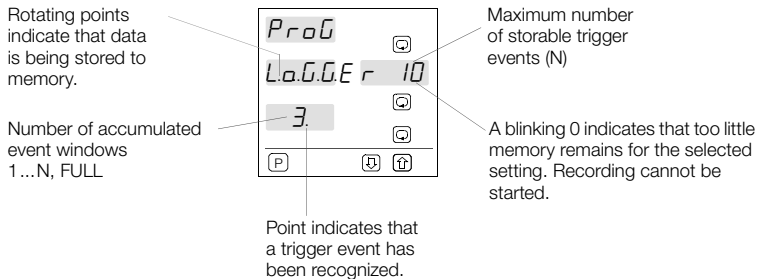 Rotating points
indicate that data
is being stored to
memory.
Number of accumulated
event windows
1...N, FULL
ProG
L.o.G.G.E r 10
3.
P
Maximum number
of storable trigger
events (N)
A blinking 0 indicates that too little
memory remains for the selected
setting. Recording cannot be
started.
Point indicates that
a trigger event has
been recognized.